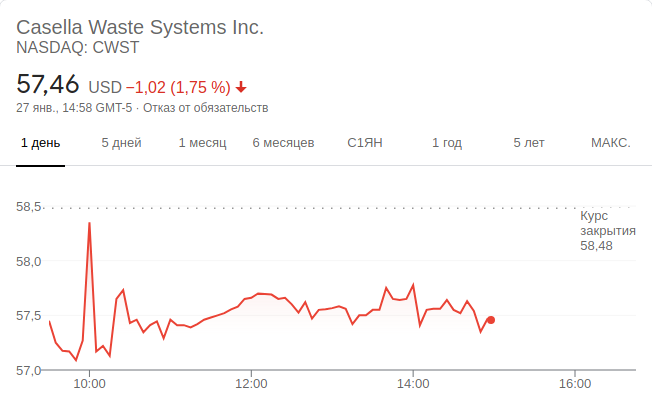 Casella Waste Systems Inc.
NASDAQ: CWST
57,46 USD −1,02 (1,75 %)
27 янв., 14:58 GMT-5 · Отказ от обязательств
1 день 5 дней 1 месяц 6 месяцев С1ЯН 1 год 5 лет МАКС.
58,5
Курс
закрытия
58,48
58,0
57,5
57,0
10:00 12:00 14:00 16:00